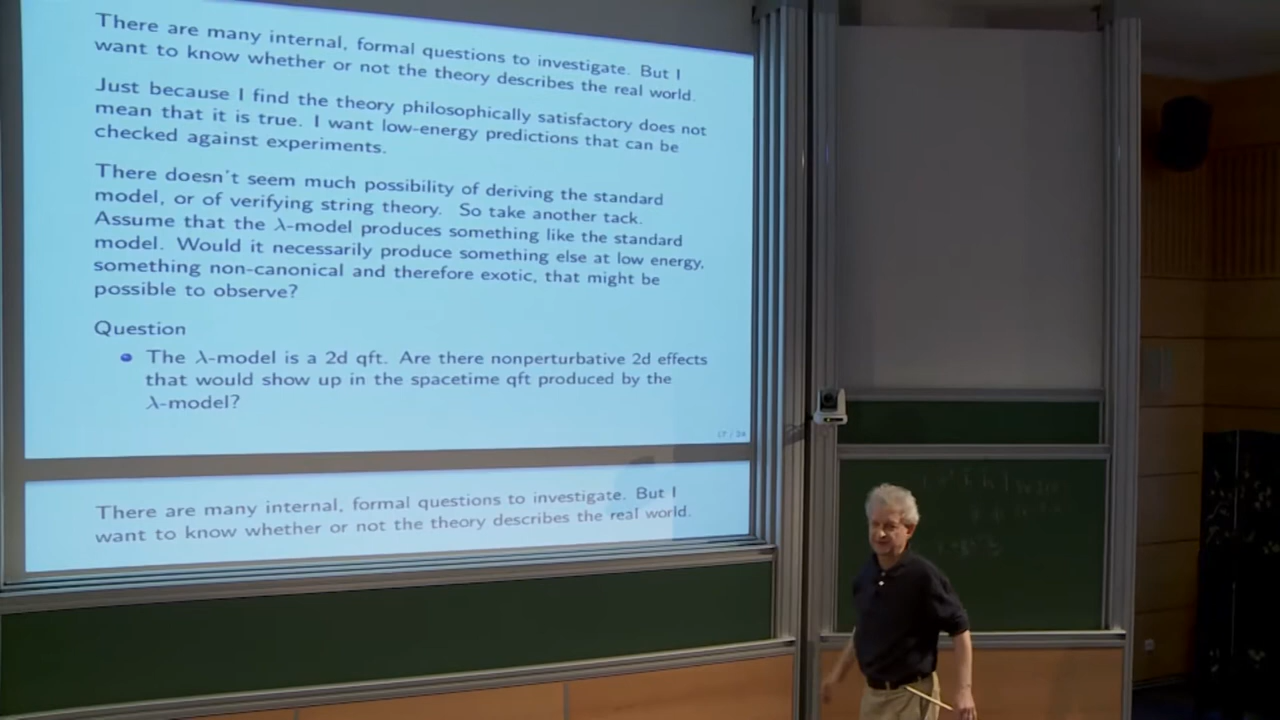 There are many internal, formal questions to investigate. But I
want to know whether or not the theory describes the real world.
Just because I find the theory philosophically satisfactory does not
mean that it is true. I want low-energy predictions that can be
checked against experiments.
There doesn't seem much possibility of deriving the standard
model, or of verifying string theory. So take another tack.
Assume that the λ-model produces something like the standard
model. Would it necessarily produce something else at low energy,
something non-canonical and therefore exotic, that might be
possible to observe?
Question
• The λ-model is a 2d qft. Are there nonperturbative 2d effects
that would show up in the spacetime qft produced by the
λ-model?
There are many internal, formal questions to investigate. But I
want to know whether or not the theory describes the real world.